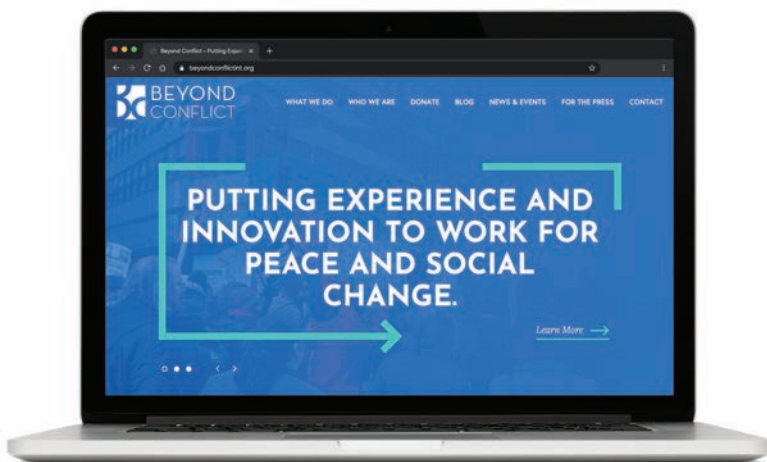 Beyond Conflict – Putting Exper
beyondconflictint.org
BEYOND
CONFLICT
WHAT WE DO WHO WE ARE DONATE BLOG NEWS & EVENTS FOR THE PRESS CONTACT
PUTTING EXPERIENCE AND
INNOVATION TO WORK FOR
PEACE AND SOCIAL
CHANGE.
Learn More